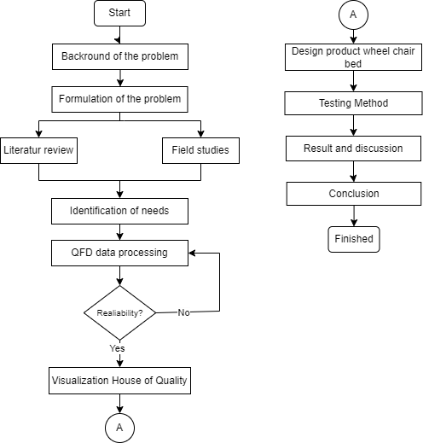 Start
Backround of the problem
Formulation of the problem
Literatur review
Field studies
Identification of needs
QFD data processing
Realiability?
No
Yes
Visualization House of Quality
A
A
Design product wheel chair
bed
Testing Method
Result and discussion
Conclusion
Finished